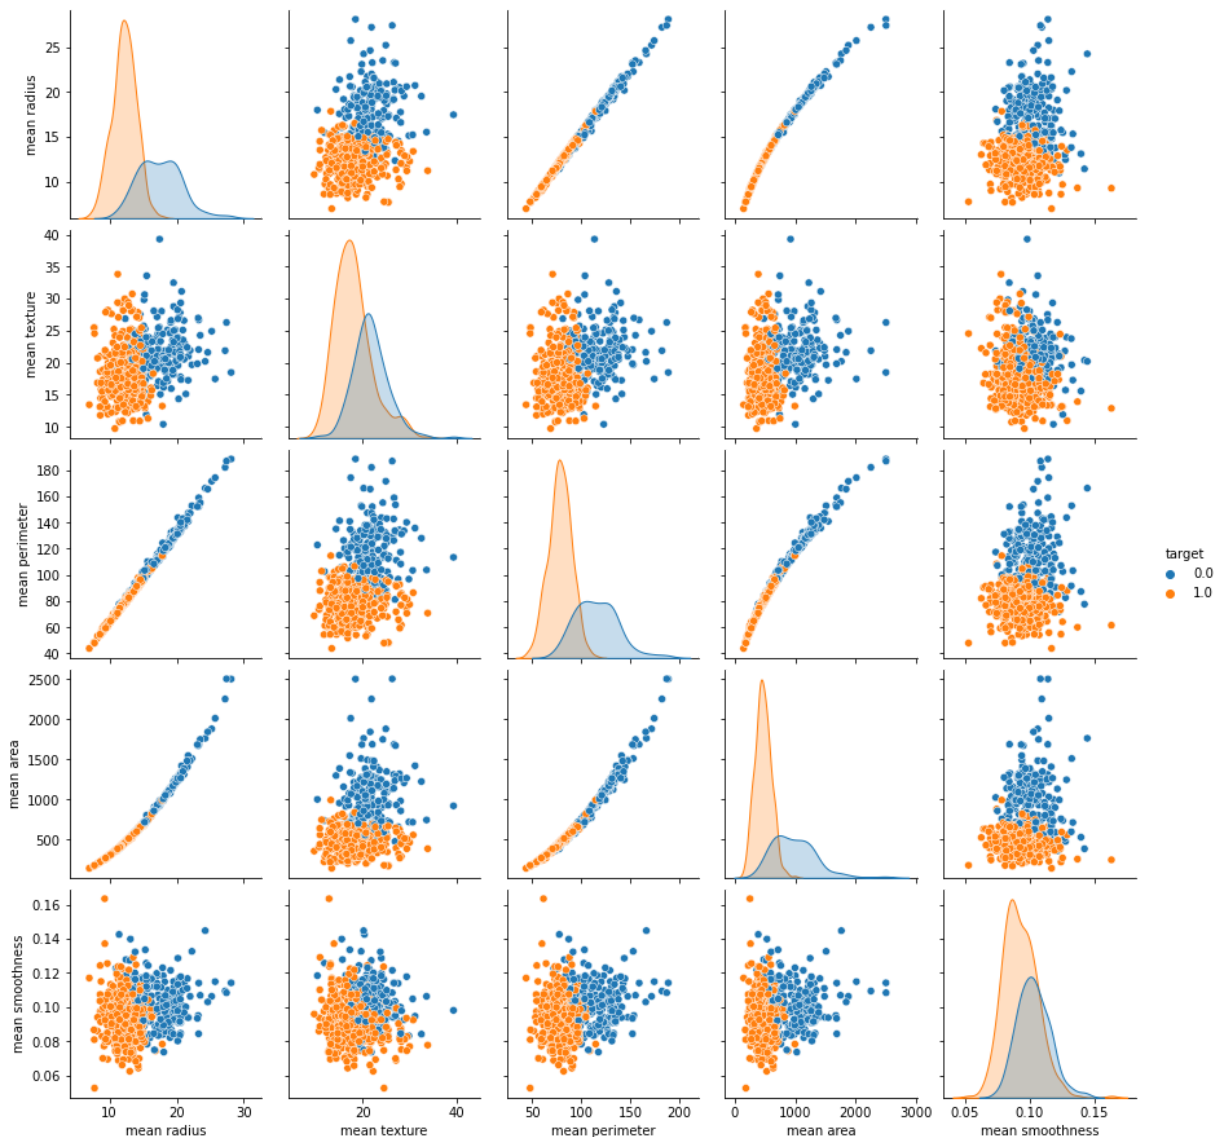 25
20
15
10
mean radius
40
35
30
25
20
15
10
mean texture
180
160
140
120
100
80
60
40
mean perimeter
target
0.0
1.0
2500
2000
1500
1000
500
mean area
0.16
0.14
0.12
0.10
0.08
0.06
mean smoothness
10 20 30
mean radius
20 40
mean texture
50 100 150 200
mean perimeter
0 1000 2000 3000
mean area
0.05 0.10 0.15
mean smoothness